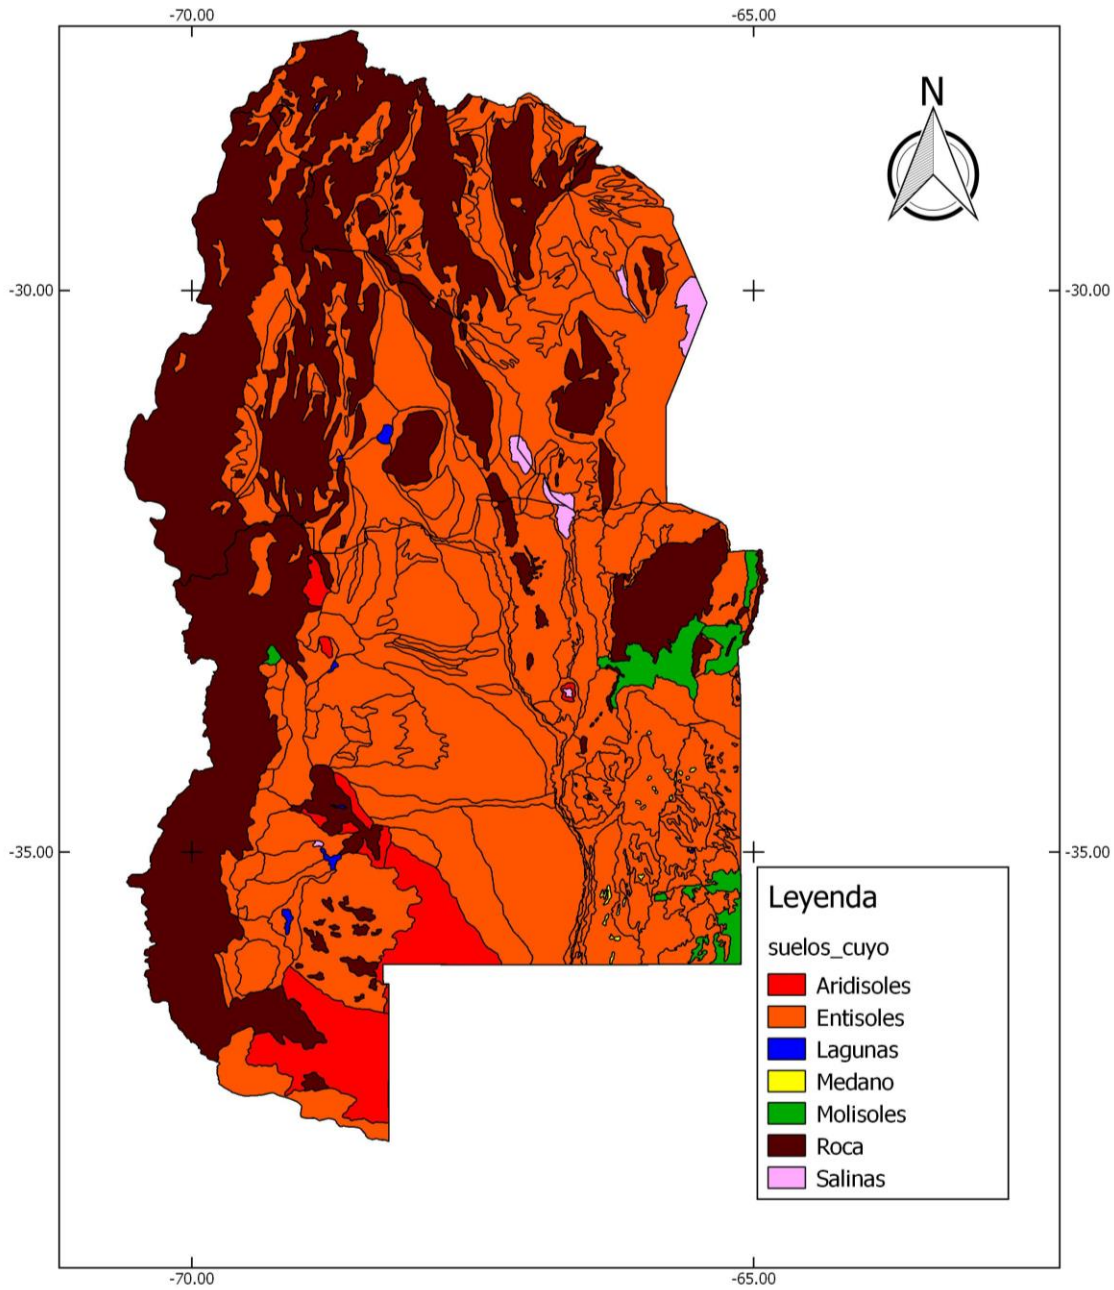 -70.00 -65.00
N
-30.00 -30.00
-35.00 -35.00
Leyenda
suelos_cuyo
Aridisoles
Entisoles
Lagunas
Medano
Molisoles
Roca
Salinas
-70.00 -65.00